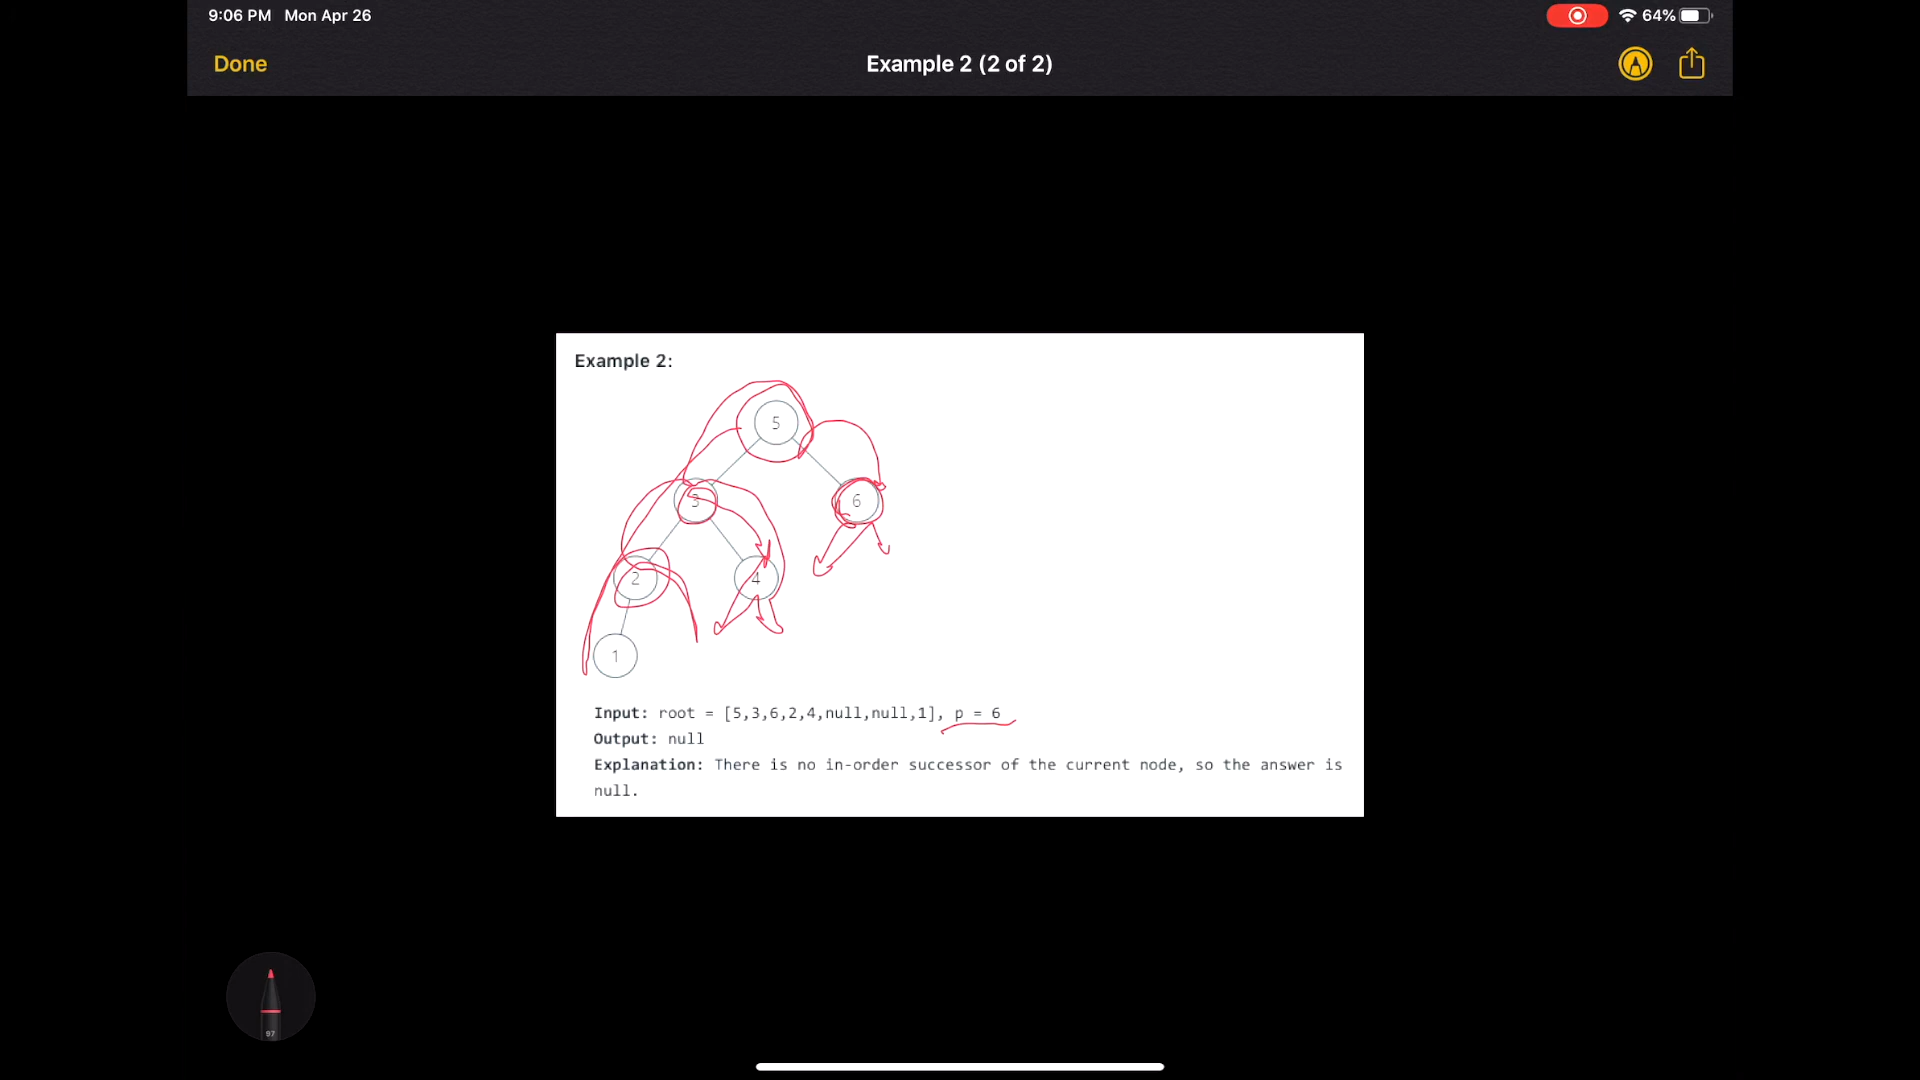 9:06 PM Mon Apr 26
64%
Done
Example 2 (2 of 2)
Example 2:
5
3
6
2
4
1
Input: root = [5,3,6,2,4,null,null,1], p = 6
Output: null
Explanation: There is no in-order successor of the current node, so the answer is
null.
97